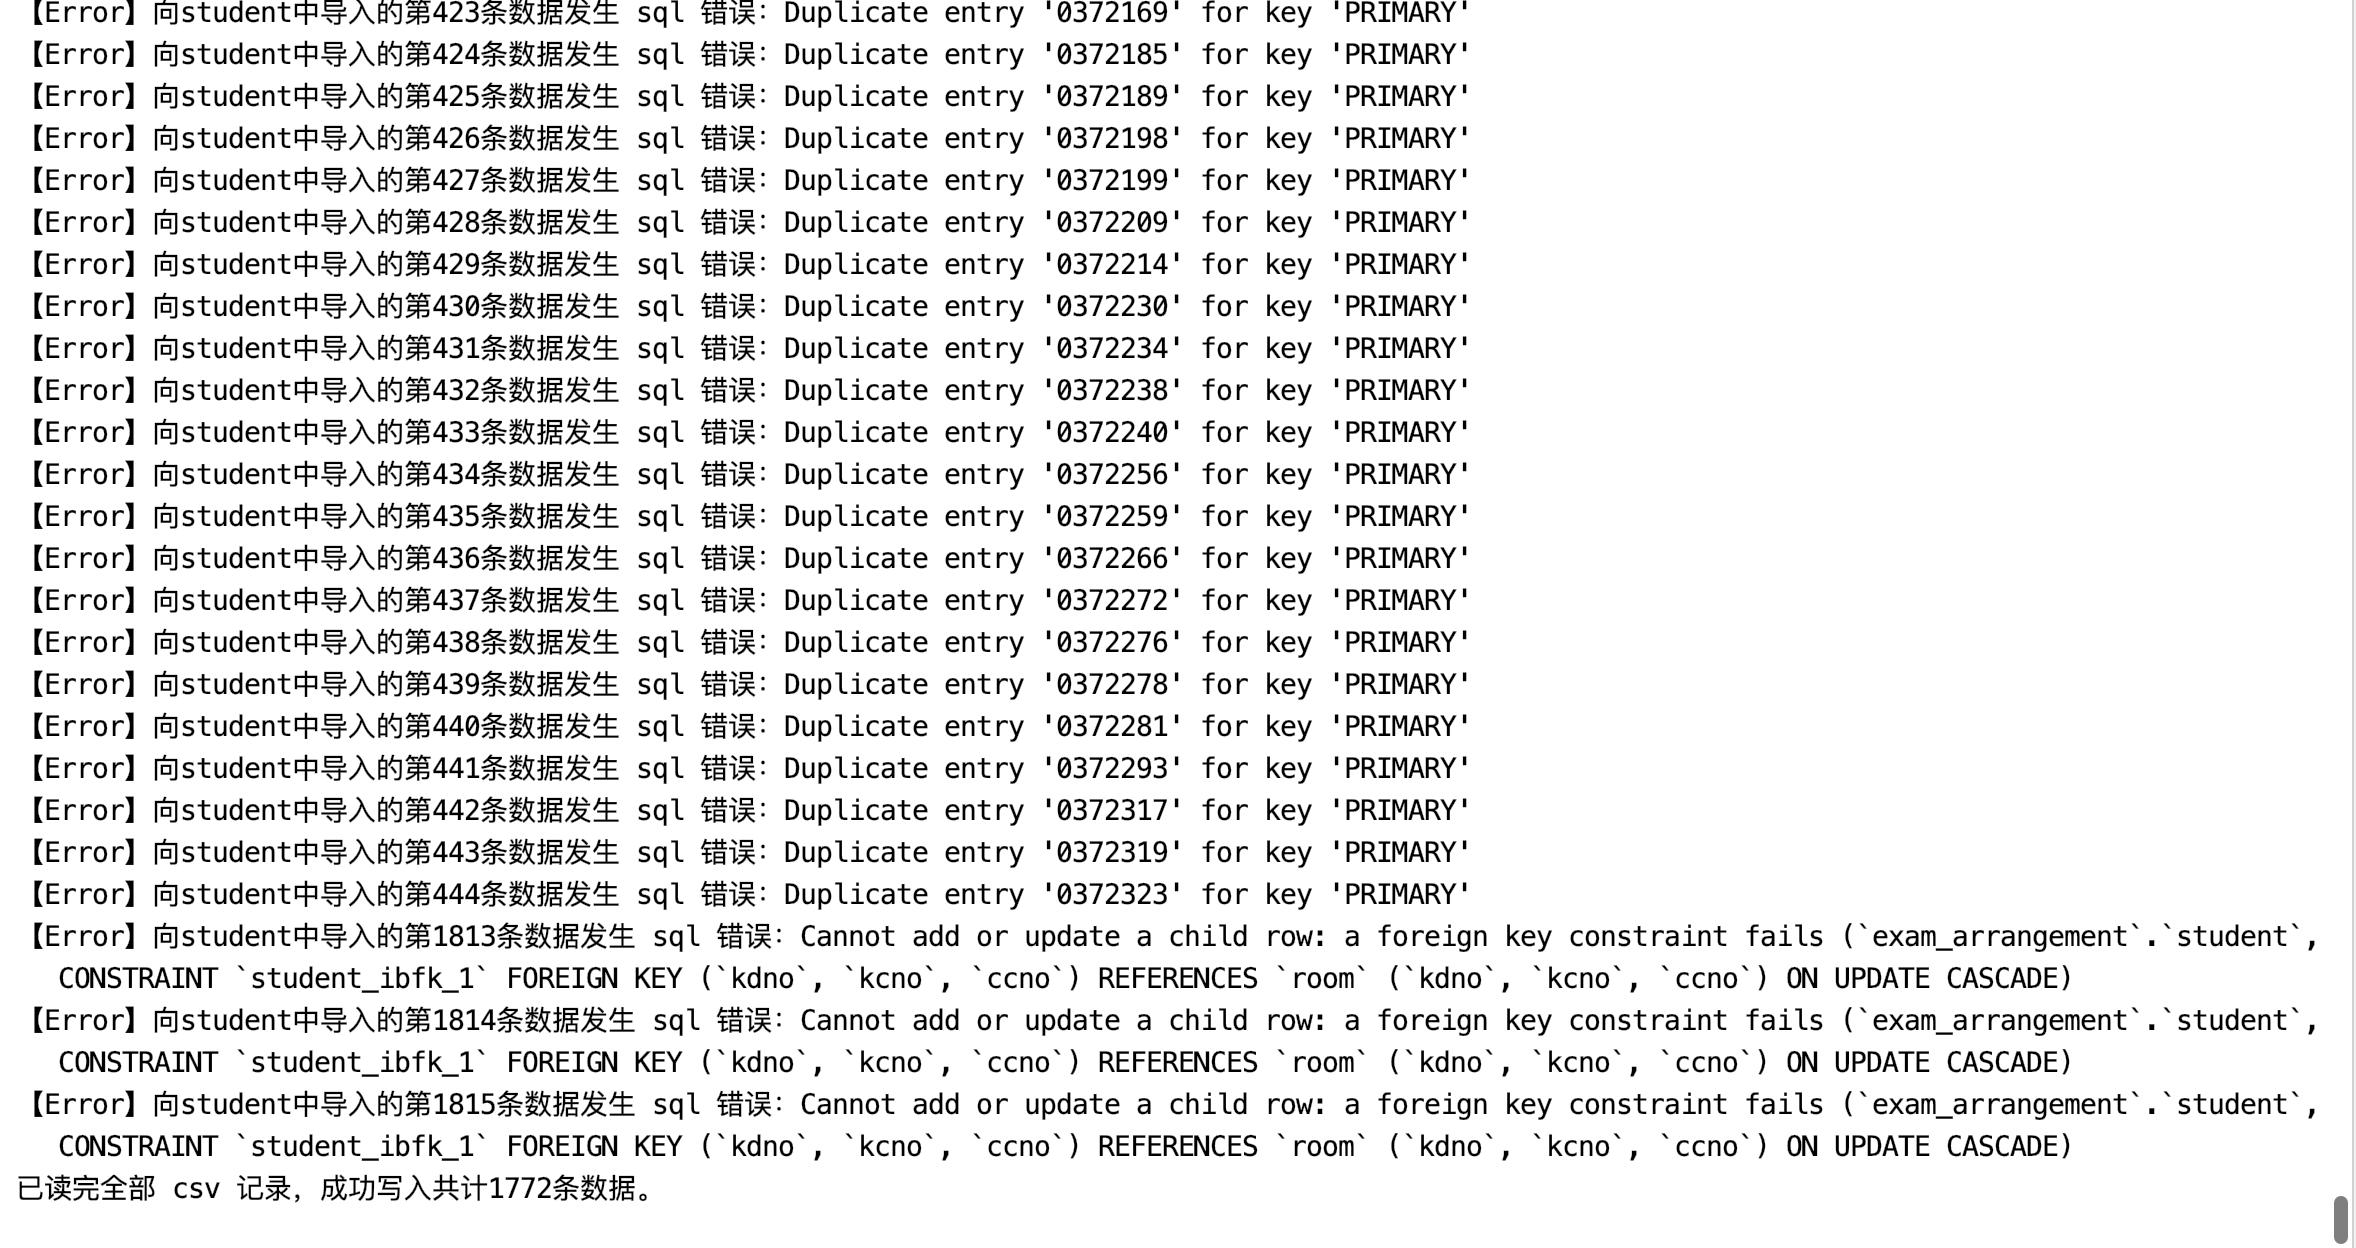 【Error】向student中导入的第423条数据发生 sql 错误：Duplicate entry '0372169' for key 'PRIMARY'
【Error】向student中导入的第424条数据发生 sql 错误：Duplicate entry '0372185' for key 'PRIMARY'
【Error】向student中导入的第425条数据发生 sql 错误：Duplicate entry '0372189' for key 'PRIMARY'
【Error】向student中导入的第426条数据发生 sql 错误：Duplicate entry '0372198' for key 'PRIMARY'
【Error】向student中导入的第427条数据发生 sql 错误：Duplicate entry '0372199' for key 'PRIMARY'
【Error】向student中导入的第428条数据发生 sql 错误：Duplicate entry '0372209' for key 'PRIMARY'
【Error】向student中导入的第429条数据发生 sql 错误：Duplicate entry '0372214' for key 'PRIMARY'
【Error】向student中导入的第430条数据发生 sql 错误：Duplicate entry '0372230' for key 'PRIMARY'
【Error】向student中导入的第431条数据发生 sql 错误：Duplicate entry '0372234' for key 'PRIMARY'
【Error】向student中导入的第432条数据发生 sql 错误：Duplicate entry '0372238' for key 'PRIMARY'
【Error】向student中导入的第433条数据发生 sql 错误：Duplicate entry '0372240' for key 'PRIMARY'
【Error】向student中导入的第434条数据发生 sql 错误：Duplicate entry '0372256' for key 'PRIMARY'
【Error】向student中导入的第435条数据发生 sql 错误：Duplicate entry '0372259' for key 'PRIMARY'
【Error】向student中导入的第436条数据发生 sql 错误：Duplicate entry '0372266' for key 'PRIMARY'
【Error】向student中导入的第437条数据发生 sql 错误：Duplicate entry '0372272' for key 'PRIMARY'
【Error】向student中导入的第438条数据发生 sql 错误：Duplicate entry '0372276' for key 'PRIMARY'
【Error】向student中导入的第439条数据发生 sql 错误：Duplicate entry '0372278' for key 'PRIMARY'
【Error】向student中导入的第440条数据发生 sql 错误：Duplicate entry '0372281' for key 'PRIMARY'
【Error】向student中导入的第441条数据发生 sql 错误：Duplicate entry '0372293' for key 'PRIMARY'
【Error】向student中导入的第442条数据发生 sql 错误：Duplicate entry '0372317' for key 'PRIMARY'
【Error】向student中导入的第443条数据发生 sql 错误：Duplicate entry '0372319' for key 'PRIMARY'
【Error】向student中导入的第444条数据发生 sql 错误：Duplicate entry '0372323' for key 'PRIMARY'
【Error】向student中导入的第1813条数据发生 sql 错误：Cannot add or update a child row: a foreign key constraint fails (`exam_arrangement`.`student`,
CONSTRAINT `student_ibfk_1` FOREIGN KEY (`kdno`, `kcno`, `ccno`) REFERENCES `room` (`kdno`, `kcno`, `ccno`) ON UPDATE CASCADE)
【Error】向student中导入的第1814条数据发生 sql 错误：Cannot add or update a child row: a foreign key constraint fails (`exam_arrangement`.`student`,
CONSTRAINT `student_ibfk_1` FOREIGN KEY (`kdno`, `kcno`, `ccno`) REFERENCES `room` (`kdno`, `kcno`, `ccno`) ON UPDATE CASCADE)
【Error】向student中导入的第1815条数据发生 sql 错误：Cannot add or update a child row: a foreign key constraint fails (`exam_arrangement`.`student`,
CONSTRAINT `student_ibfk_1` FOREIGN KEY (`kdno`, `kcno`, `ccno`) REFERENCES `room` (`kdno`, `kcno`, `ccno`) ON UPDATE CASCADE)
已读完全部 csv 记录，成功写入共计1772条数据。